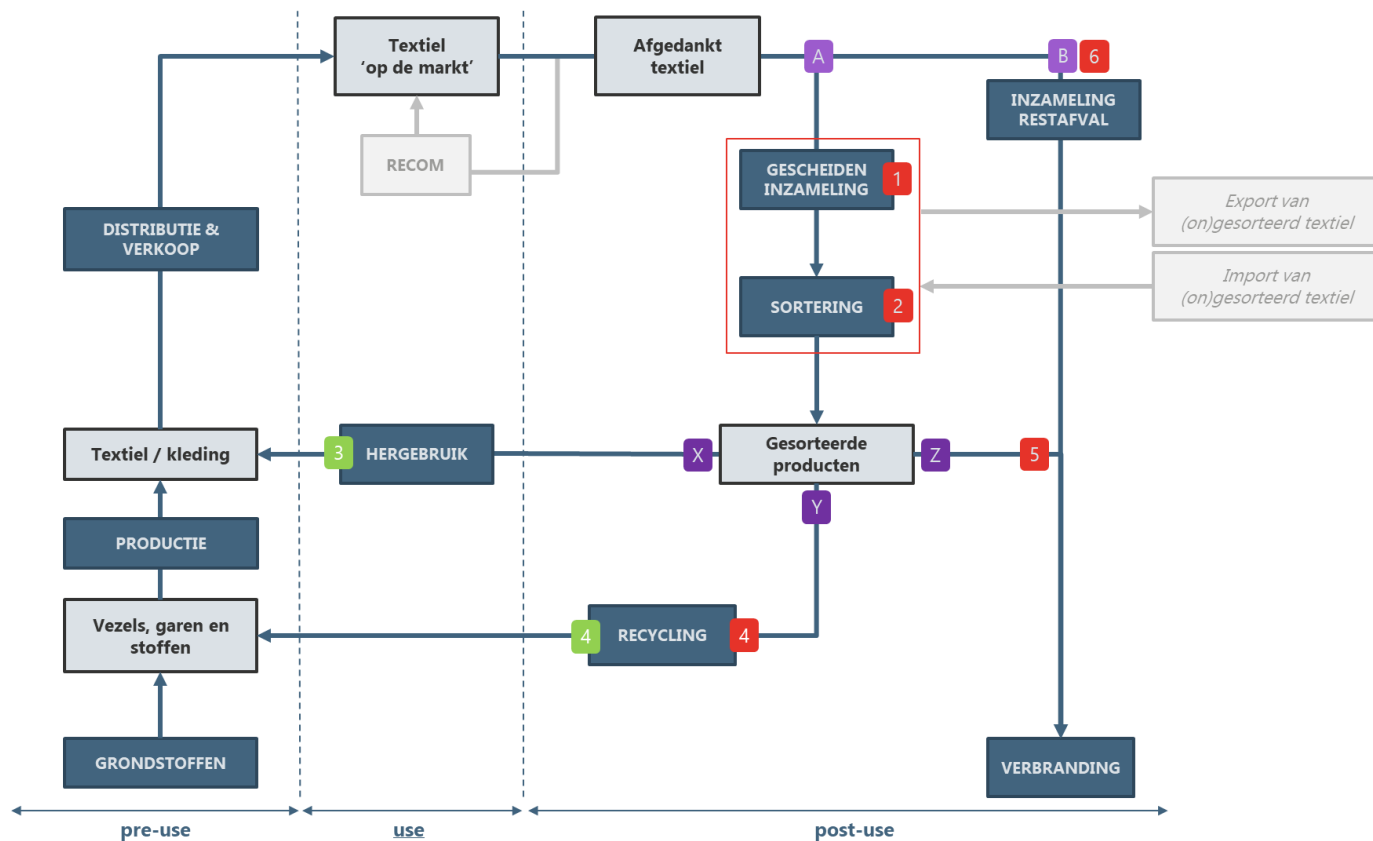 Textiel
‘op de markt’
Afgedankt
textiel
A
B
6
INZAMELING
RESTAFVAL
RECOM
GESCHEIDEN
INZAMELING
1
Export van
(on)gesorteerd textiel
DISTRIBUTIE &
VERKOOP
Import van
(on)gesorteerd textiel
SORTERING
2
Textiel / kleding
3
HERGEBRUIK
X
Gesorteerde
producten
Z
5
Y
PRODUCTIE
Vezels, garen en
stoffen
4
RECYCLING
4
GRONDSTOFFEN
VERBRANDING
pre-use
use
post-use